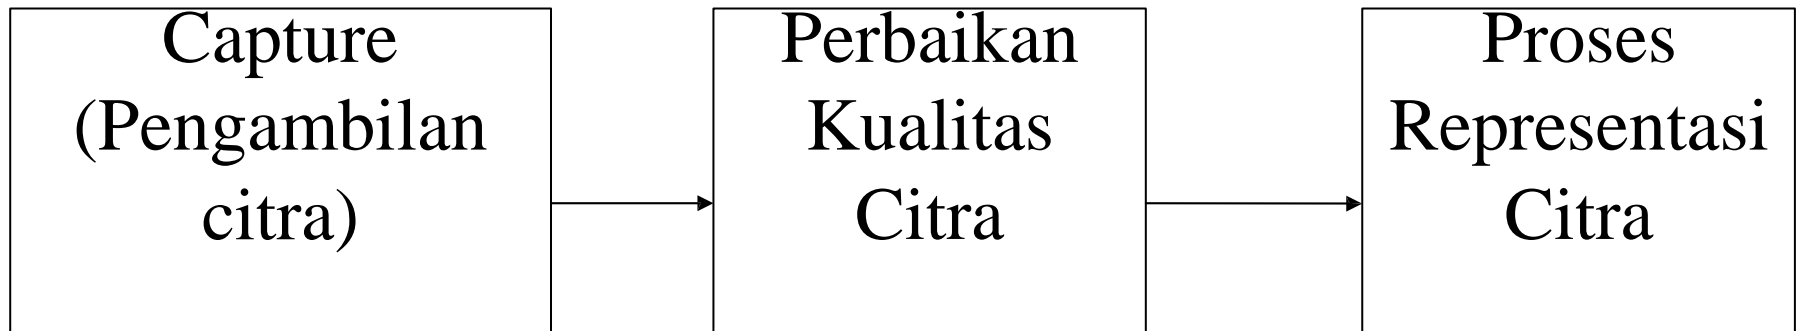 Capture
(Pengambilan
citra)
Perbaikan
Kualitas
Citra
Proses
Representasi
Citra